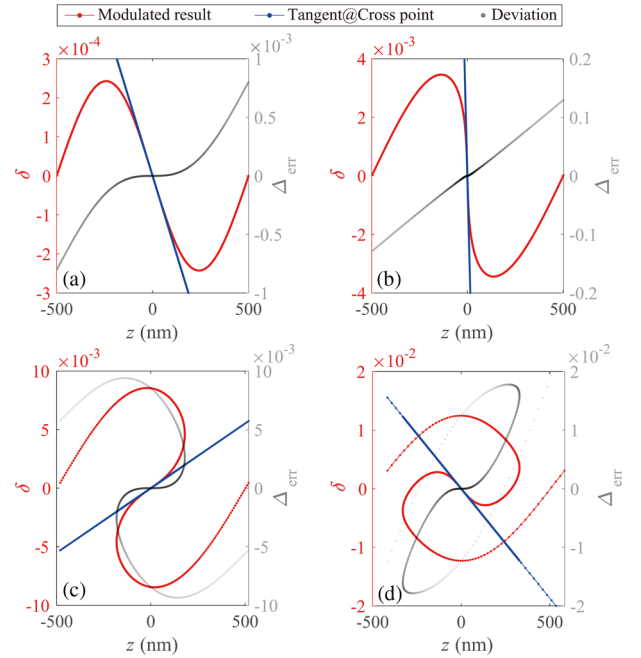 Modulated result Tangent@Cross point Deviation
×10⁻⁴ ×10⁻³
3 1
2
0.5
1
δ 0 0 Δerr
-1
-0.5
-2
(a)
-3 -1
-500 0 500
z (nm)
×10⁻³
4 0.2
2 0.1
δ 0 0 Δerr
-2 -0.1
(b)
-4 -0.2
-500 0 500
z (nm)
×10⁻³ ×10⁻³
10 10
5 5
δ 0 0 Δerr
-5 -5
(c)
-10 -10
-500 0 500
z (nm)
×10⁻² ×10⁻²
2 2
1 1
δ 0 0 Δerr
-1 -1
(d)
-2 -2
-500 0 500
z (nm)